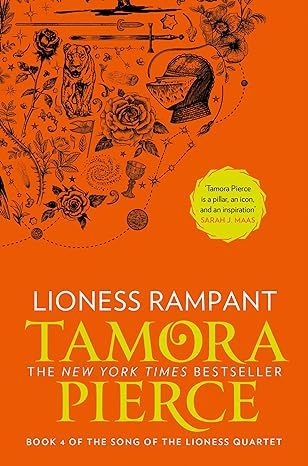 'Tamora Pierce
is a pillar, an icon,
and an inspiration'
SARAH J. MAAS
LIONESS RAMPANT
TAMORA
THE NEW YORK TIMES BESTSELLER
PIERCE
BOOK 4 OF THE SONG OF THE LIONESS QUARTET